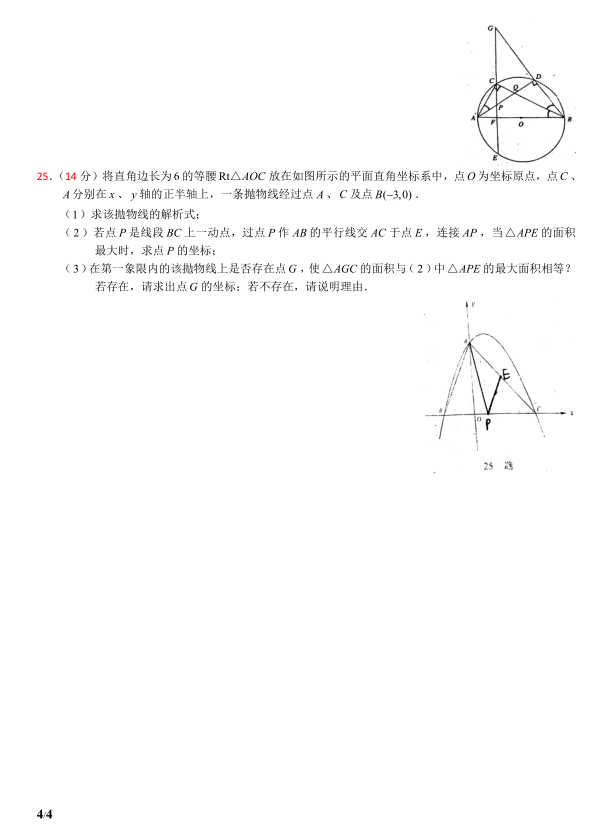 G
C
D
Q
P
A
F
O
B
E
25.（14 分）将直角边长为 6 的等腰 Rt△AOC 放在如图所示的平面直角坐标系中，点 O 为坐标原点，点 C 、
A 分别在 x 、 y 轴的正半轴上，一条抛物线经过点 A 、 C 及点 B(−3,0) .
（1）求该抛物线的解析式；
（2）若点 P 是线段 BC 上一动点，过点 P 作 AB 的平行线交 AC 于点 E ，连接 AP ，当 △APE 的面积
最大时，求点 P 的坐标；
（3）在第一象限内的该抛物线上是否存在点 G ，使 △AGC 的面积与（2）中 △APE 的最大面积相等？
若存在，请求出点 G 的坐标；若不存在，请说明理由.
y
A
E
B
O
P
C
x
25 题
4/4